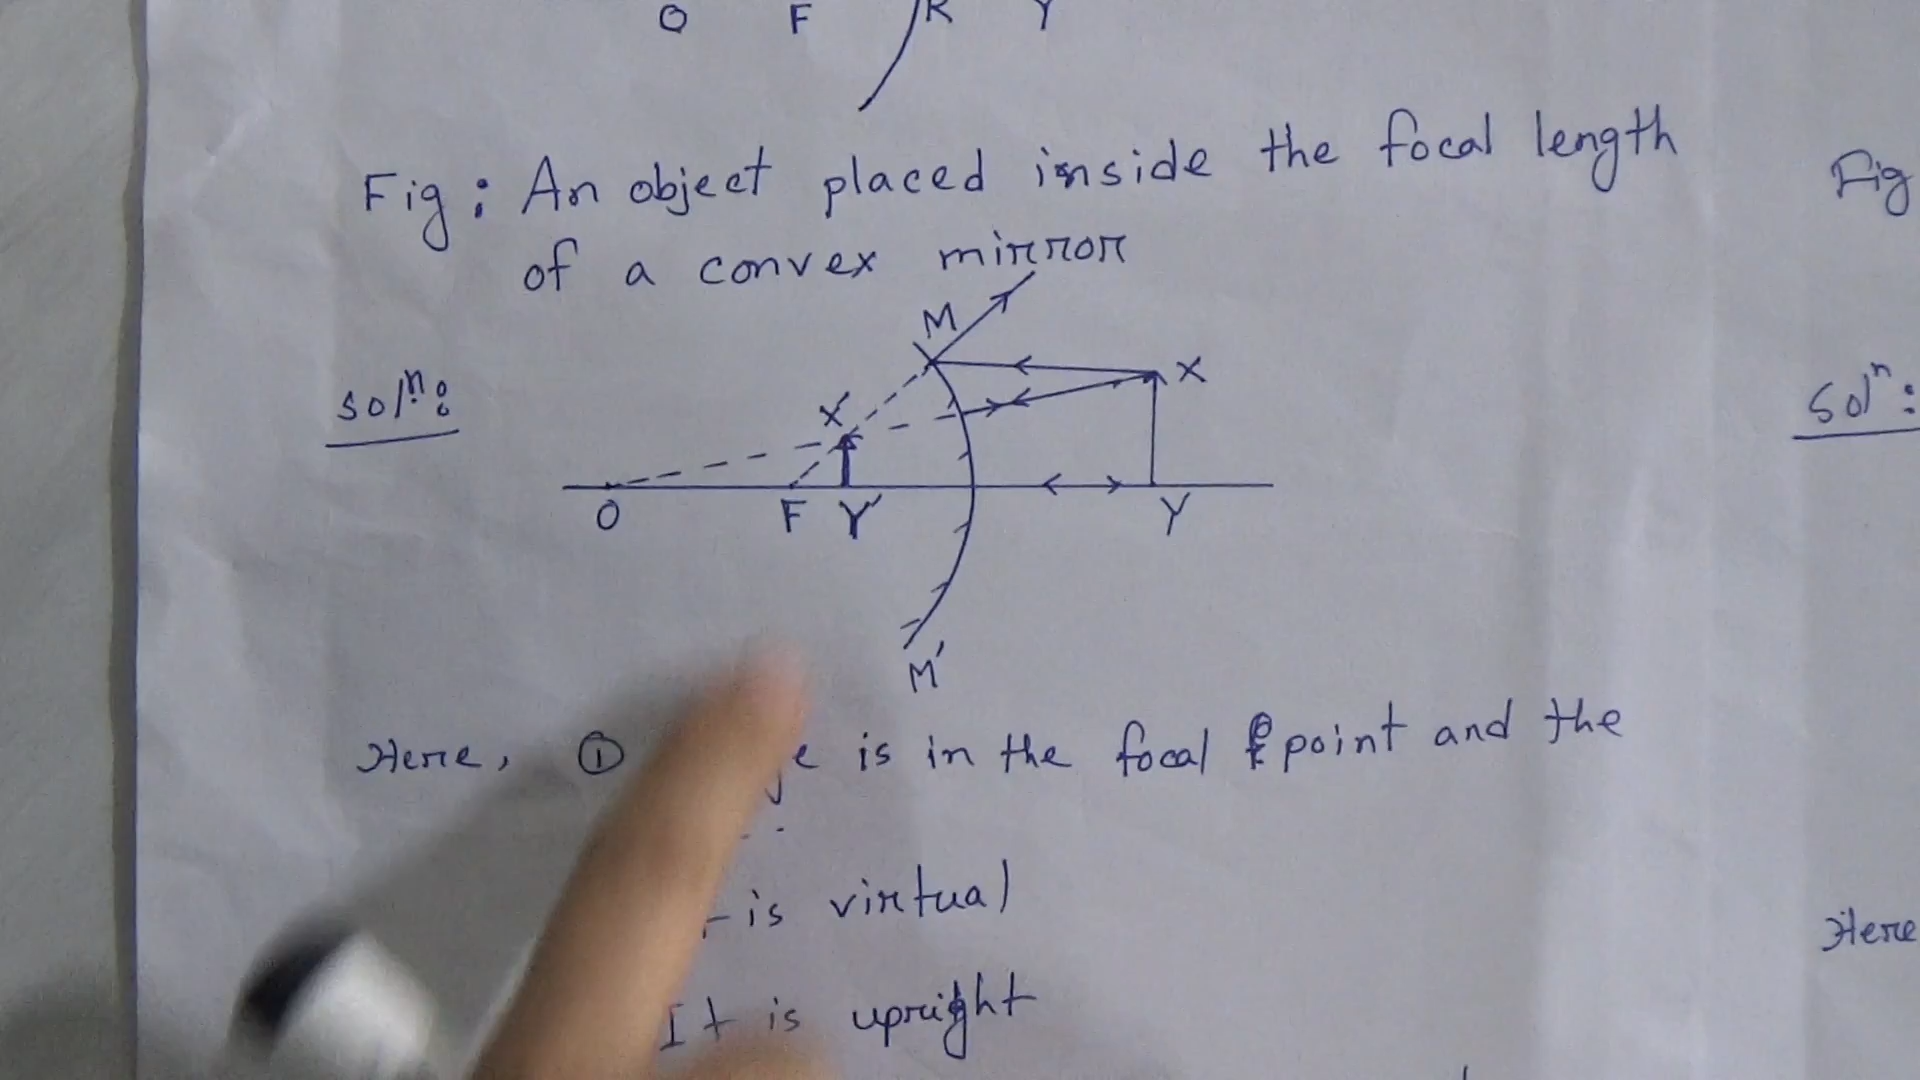 O F R Y
Fig: An object placed inside the focal length
of a convex mirror
M
X
X'
solⁿ:
O F Y' Y
M'
Here, ① is in the focal point and the
is virtual
It is upright
Fig
Solⁿ:
Here